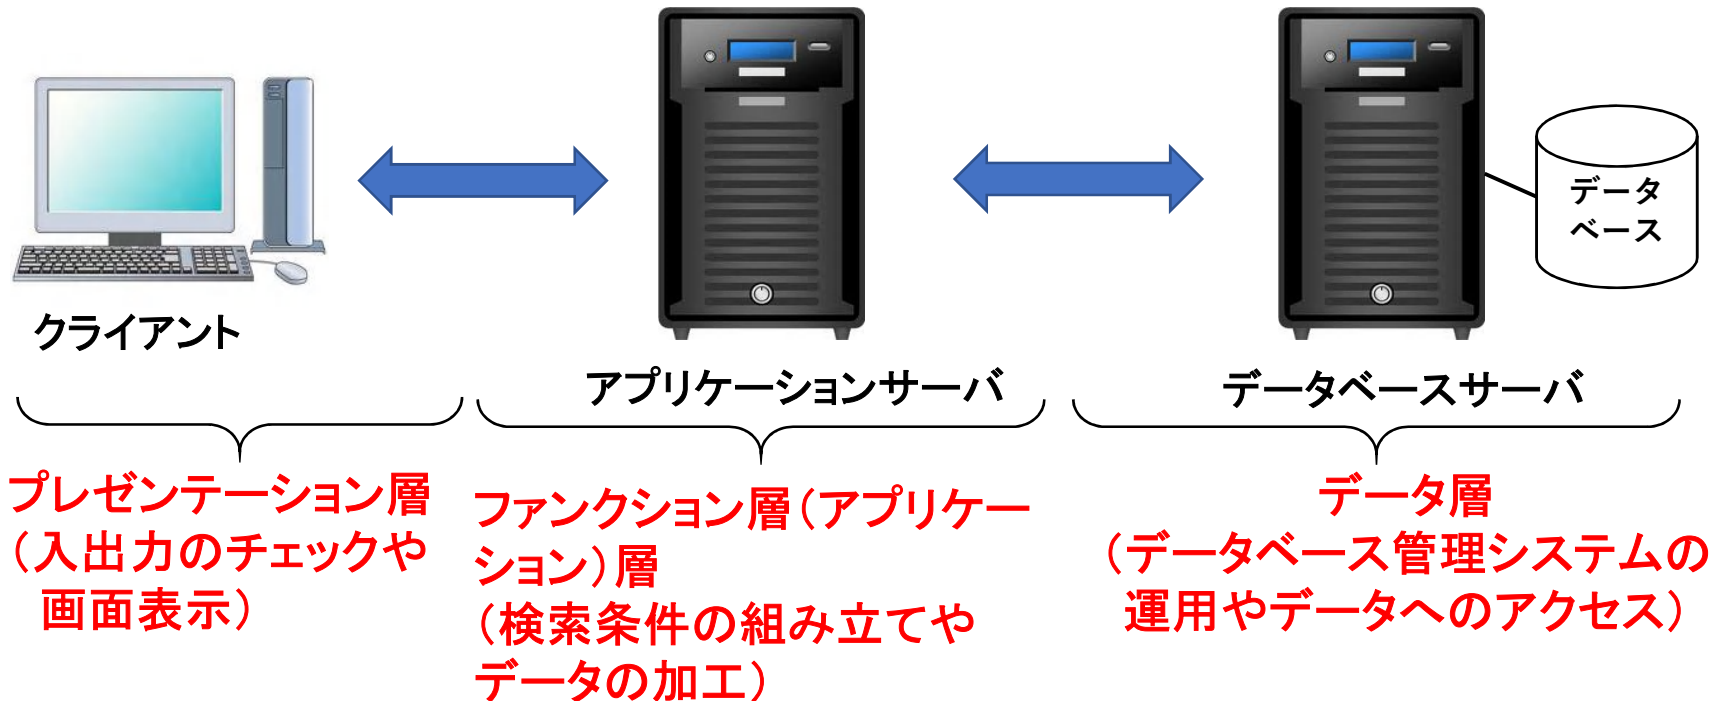 データ
ベース
クライアント
アプリケーションサーバ
データベースサーバ
プレゼンテーション層
（入出力のチェックや
画面表示）
ファンクション層（アプリケー
ション）層
（検索条件の組み立てや
データの加工）
データ層
（データベース管理システムの
運用やデータへのアクセス）